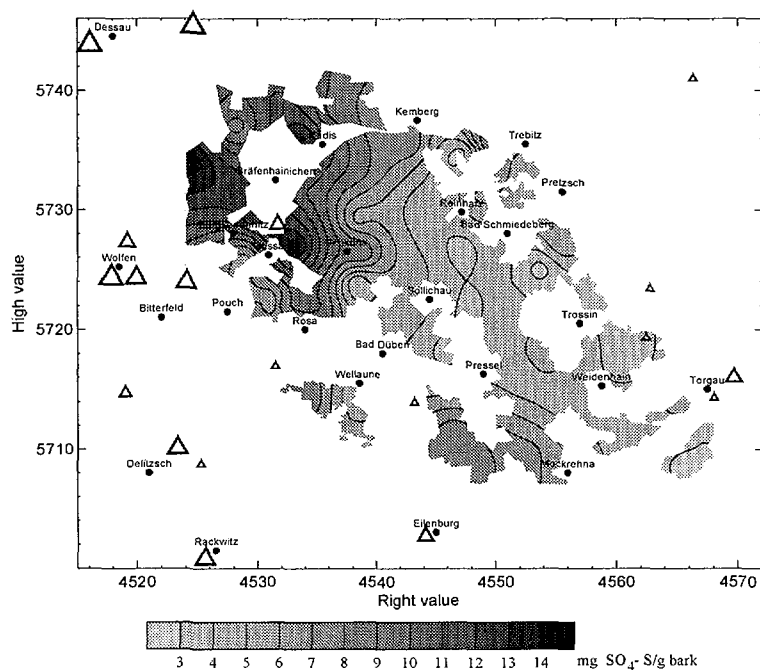 Dessau
5740
Kemberg
Trebitz
Gräfenhainichen
Pretzsch
5730
Bad Schmiedeberg
Wolfen
High value
Bitterfeld
Pouch
Söllichau
5720
Rosa
Trossin
Bad Düben
Wellaune
Pressel
Weidenhain
Torgau
5710
Delitzsch
Mockrehna
Eilenburg
Rackwitz
4520 4530 4540 4550 4560 4570
Right value
3 4 5 6 7 9 10 11 12 13 14 mg SO₄- S/g bark